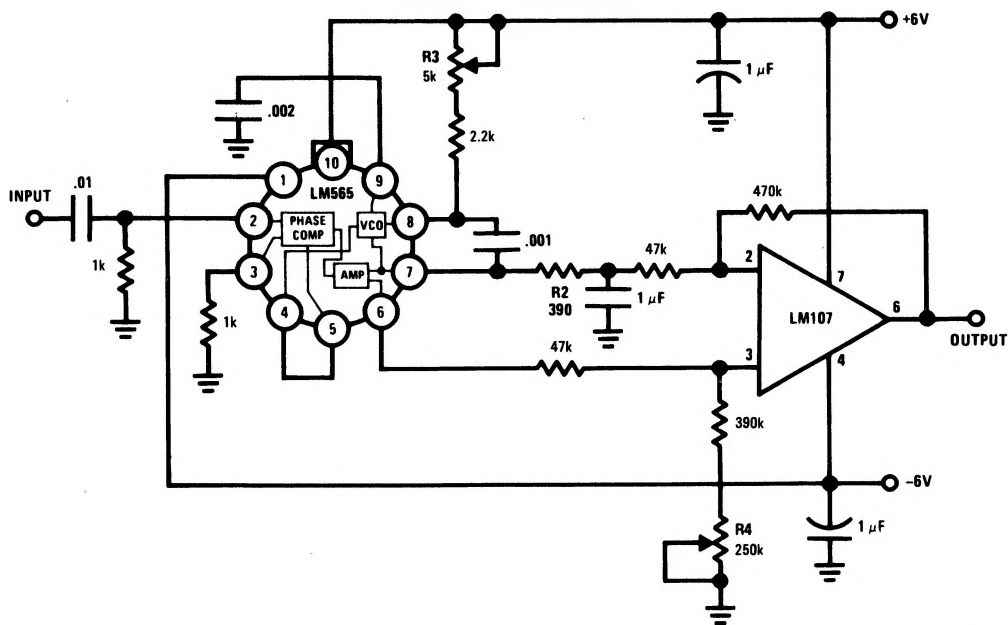 +6V
R3
5k
1 μF
.002
2.2k
10
1
LM565
9
470k
INPUT
.01
2
PHASE
COMP
VCO
8
.001
47k
2
1k
3
AMP
7
7
R2
390
1 μF
LM107
6
OUTPUT
1k
4
5
6
47k
3
4
390k
–6V
R4
250k
1 μF